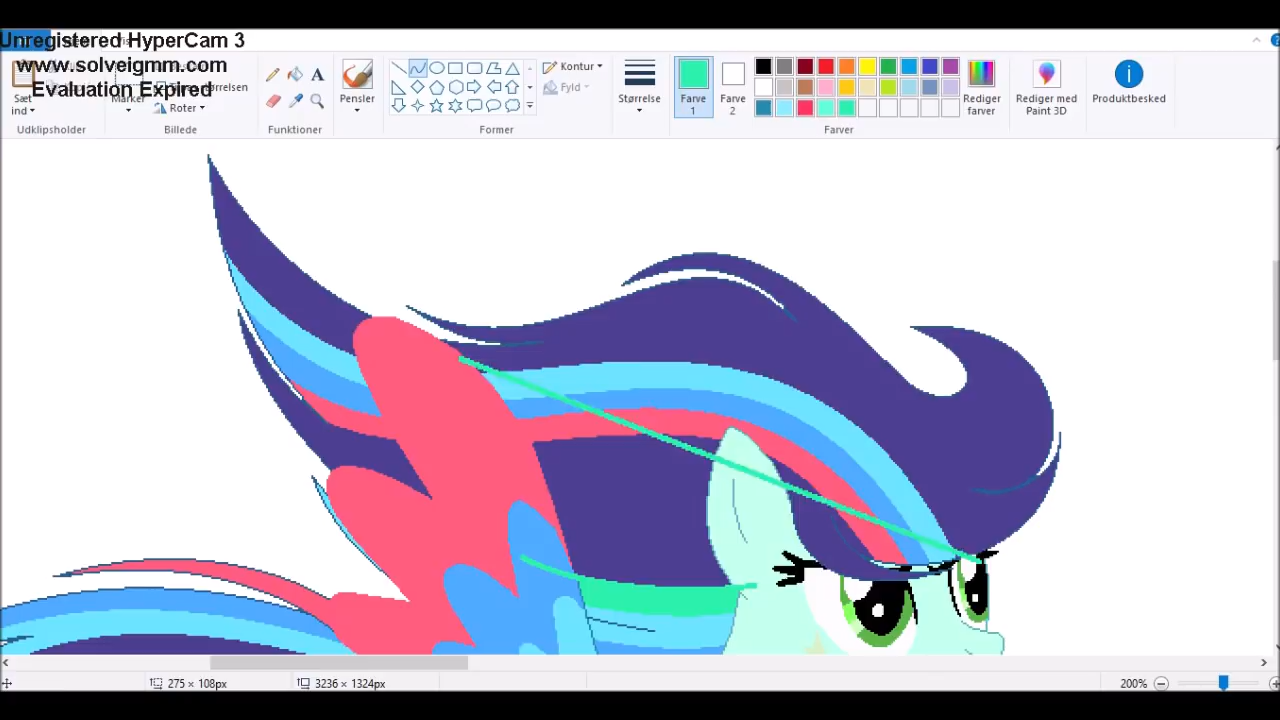 Unregistered HyperCam 3
www.solveigmm.com
Evaluation Expired
Sæt
ind
Marker
Roter
Pensler
Kontur
Fyld
Størrelse
Farve
1
Farve
2
Rediger
farver
Rediger med
Paint 3D
Produktbesked
Udklipsholder
Billede
Funktioner
Former
Farver
275 × 108px
3236 × 1324px
200%